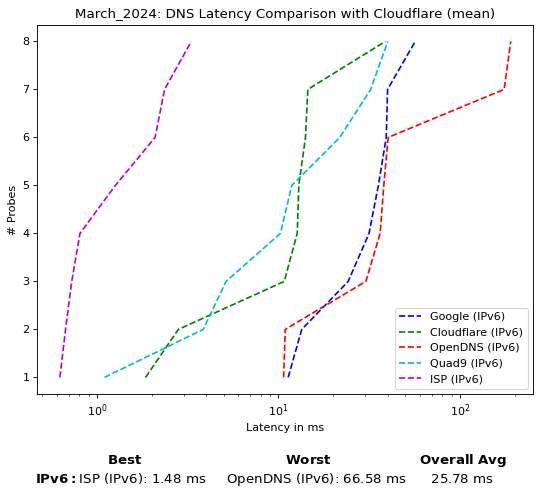 March_2024: DNS Latency Comparison with Cloudflare (mean)
# Probes
8
7
6
5
4
3
2
1
Google (IPv6)
Cloudflare (IPv6)
OpenDNS (IPv6)
Quad9 (IPv6)
ISP (IPv6)
10⁰ 10¹ 10²
Latency in ms
Best Worst Overall Avg
IPv6: ISP (IPv6): 1.48 ms OpenDNS (IPv6): 66.58 ms 25.78 ms